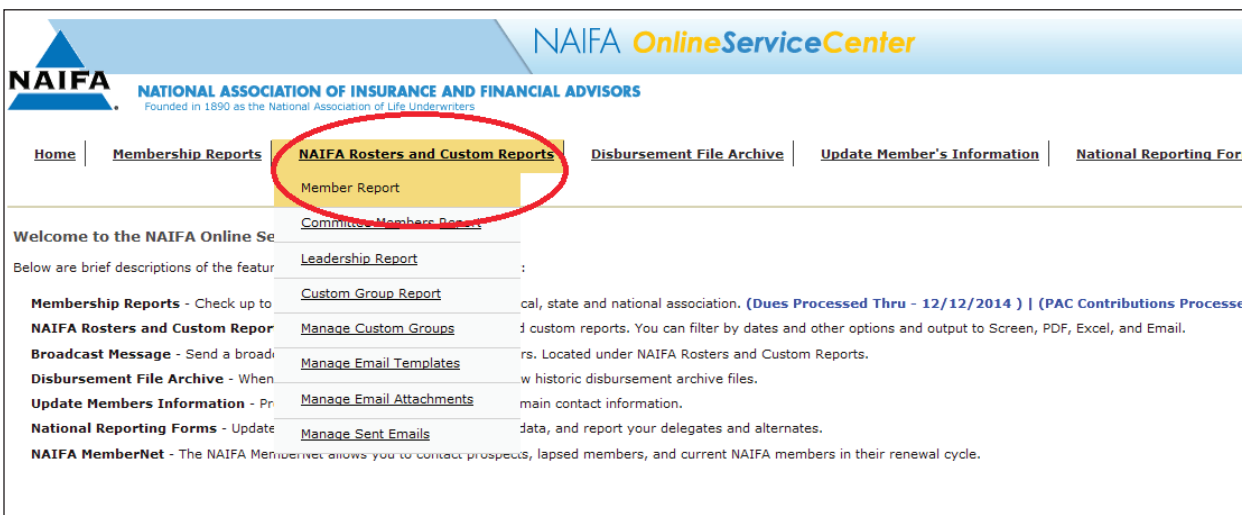 NAIFA OnlineServiceCenter
NAIFA
NATIONAL ASSOCIATION OF INSURANCE AND FINANCIAL ADVISORS
Founded in 1890 as the National Association of Life Underwriters
Home Membership Reports NAIFA Rosters and Custom Reports Disbursement File Archive Update Member's Information National Reporting For
Member Report
Committee Members Report
Leadership Report
Custom Group Report
Manage Custom Groups
Manage Email Templates
Manage Email Attachments
Manage Sent Emails
Welcome to the NAIFA Online Se
Below are brief descriptions of the featur :
Membership Reports - Check up to cal, state and national association. (Dues Processed Thru - 12/12/2014 ) | (PAC Contributions Processe
NAIFA Rosters and Custom Repor d custom reports. You can filter by dates and other options and output to Screen, PDF, Excel, and Email.
Broadcast Message - Send a broad rs. Located under NAIFA Rosters and Custom Reports.
Disbursement File Archive - When w historic disbursement archive files.
Update Members Information - Pr main contact information.
National Reporting Forms - Update data, and report your delegates and alternates.
NAIFA MemberNet - The NAIFA MemberNet allows you to contact prospects, lapsed members, and current NAIFA members in their renewal cycle.